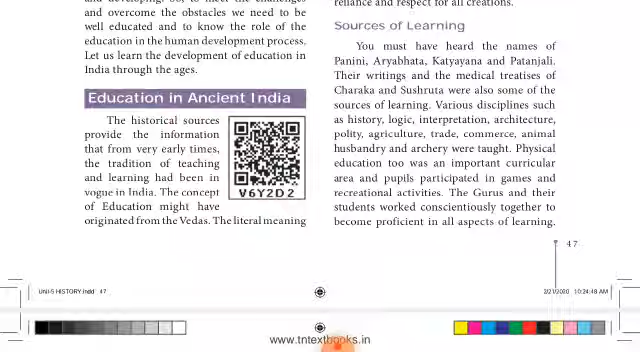 and developing. So, to meet the challenges
and overcome the obstacles we need to be
well educated and to know the role of the
education in the human development process.
Let us learn the development of education in
India through the ages.
Education in Ancient India
The historical sources
provide the information
that from very early times,
the tradition of teaching
and learning had been in
vogue in India. The concept
of Education might have
originated from the Vedas. The literal meaning
V6Y2D2
reliance and respect for all creations.
Sources of Learning
You must have heard the names of
Panini, Aryabhata, Katyayana and Patanjali.
Their writings and the medical treatises of
Charaka and Sushruta were also some of the
sources of learning. Various disciplines such
as history, logic, interpretation, architecture,
polity, agriculture, trade, commerce, animal
husbandry and archery were taught. Physical
education too was an important curricular
area and pupils participated in games and
recreational activities. The Gurus and their
students worked conscientiously together to
become proficient in all aspects of learning.
47
Unit-5 HISTORY.indd 47
10:24:48 AM
www.tntextbooks.in